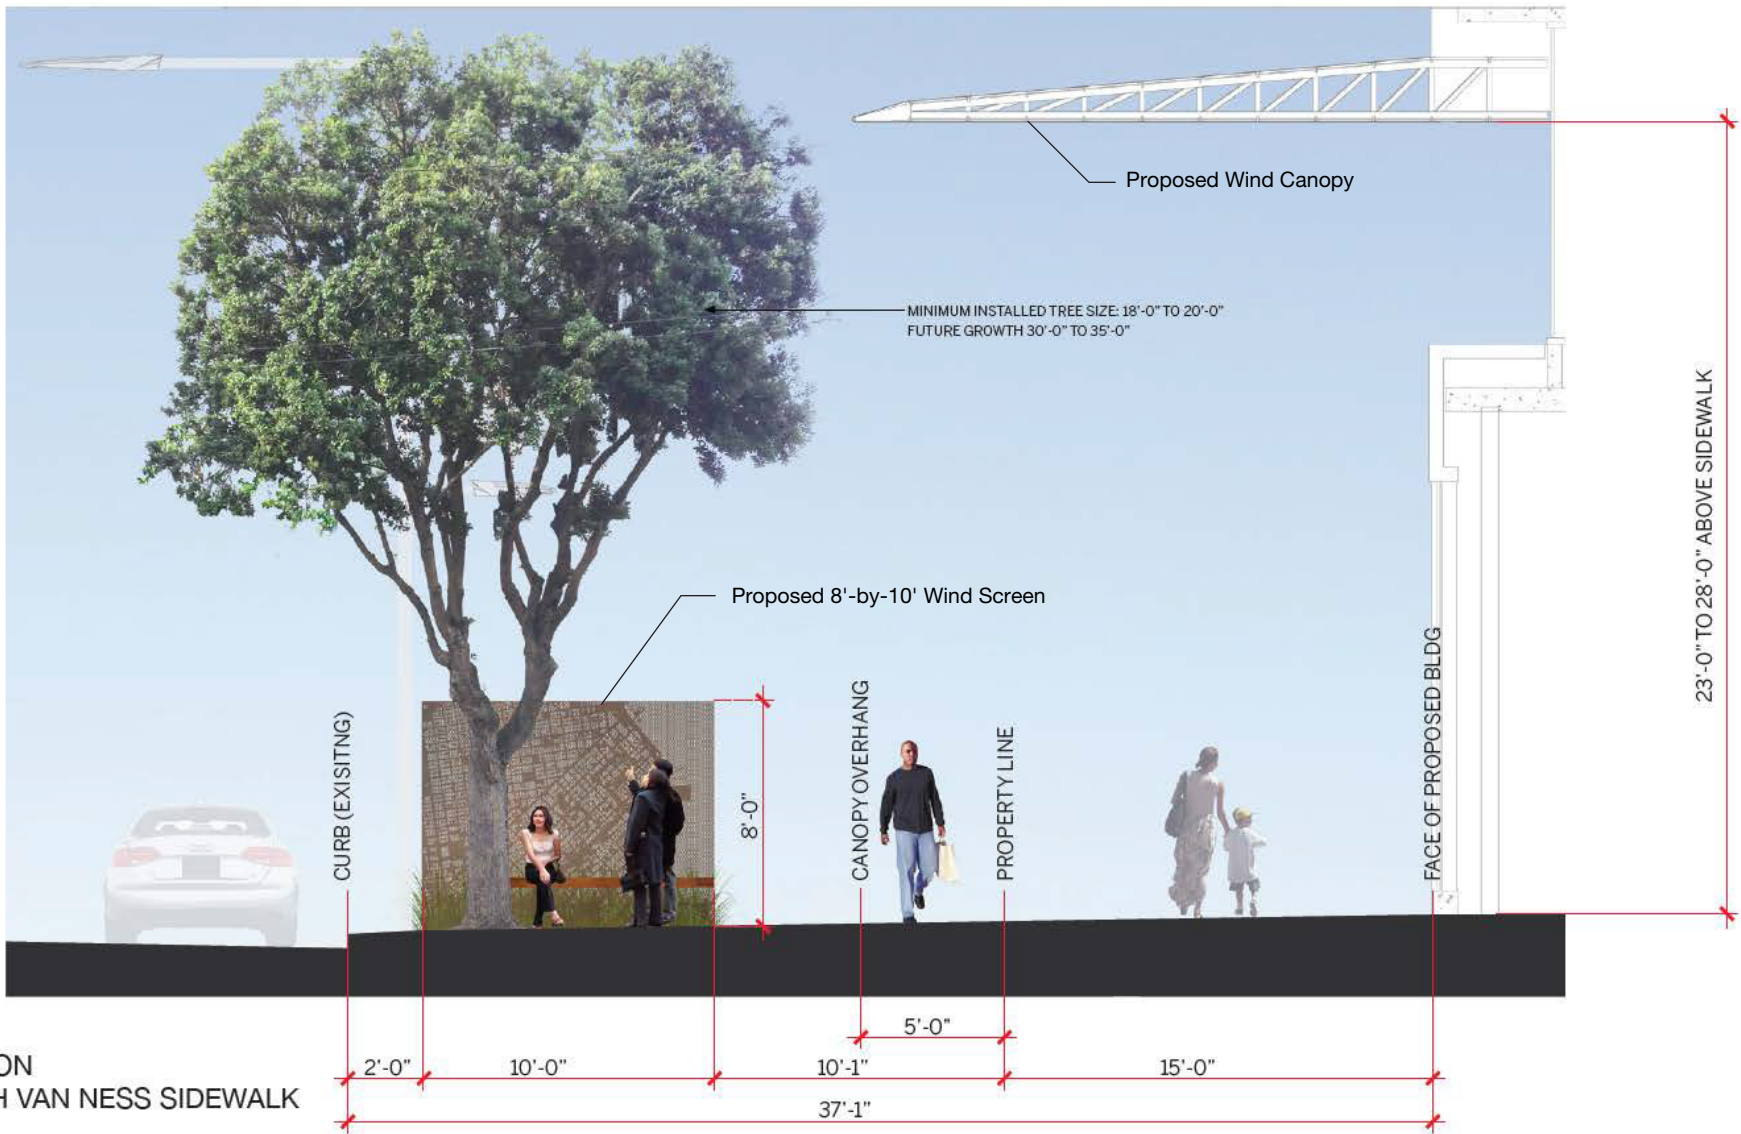 Proposed Wind Canopy
MINIMUM INSTALLED TREE SIZE: 18'-0" TO 20'-0"
FUTURE GROWTH 30'-0" TO 35'-0"
23'-0" TO 28'-0" ABOVE SIDEWALK
Proposed 8'-by-10' Wind Screen
CURB (EXISITNG)
8'-0"
CANOPY OVERHANG
PROPERTY LINE
FACE OF PROPOSED BLDG
5'-0"
2'-0"
10'-0"
10'-1"
15'-0"
37'-1"
ON
H VAN NESS SIDEWALK